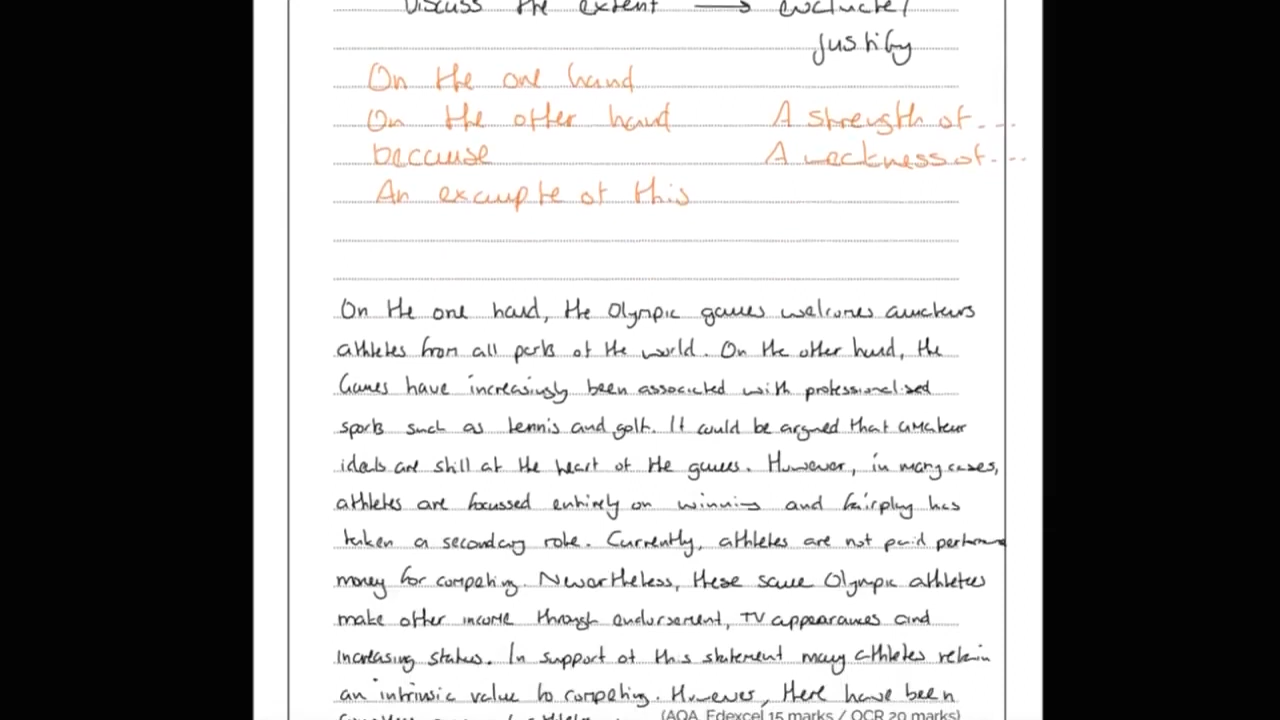 Discuss the extent → evaluate/
justify
On the one hand
On the other hand A strength of....
because A weakness of....
An example of this
On the one hand, the Olympic games welcomes amateurs
athletes from all parts of the world. On the other hand, the
Games have increasingly been associated with professionalised
sports such as tennis and golf. It could be argued that amateur
ideals are still at the heart of the games. However, in many cases,
athletes are focussed entirely on winning and fairplay has
taken a secondary role. Currently, athletes are not paid
money for competing. Nevertheless, these same Olympic athletes
make other income through endorsement, TV appearances and
increasing status. In support of this statement many athletes retain
an intrinsic value to competing. However, there have been
(AQA, Edexcel 15 marks / OCR 20 marks)